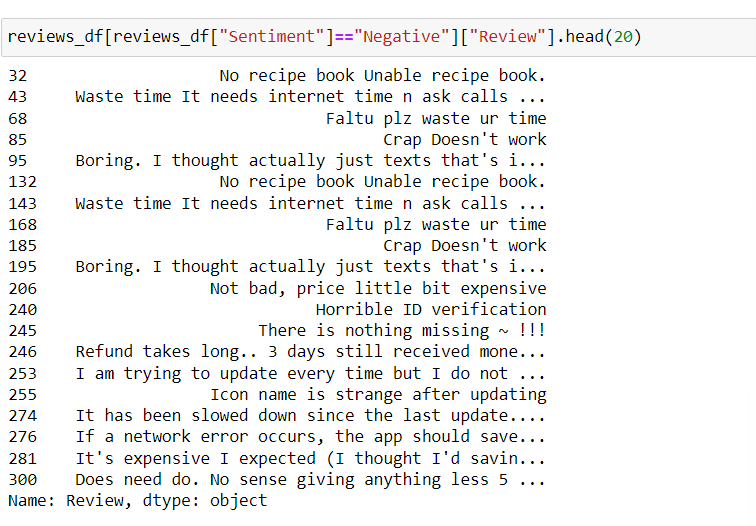 reviews_df[reviews_df["Sentiment"]=="Negative"]["Review"].head(20)
32 No recipe book Unable recipe book.
43 Waste time It needs internet time n ask calls ...
68 Faltu plz waste ur time
85 Crap Doesn't work
95 Boring. I thought actually just texts that's i...
132 No recipe book Unable recipe book.
143 Waste time It needs internet time n ask calls ...
168 Faltu plz waste ur time
185 Crap Doesn't work
195 Boring. I thought actually just texts that's i...
206 Not bad, price little bit expensive
240 Horrible ID verification
245 There is nothing missing ~ !!!
246 Refund takes long.. 3 days still received mone...
253 I am trying to update every time but I do not ...
255 Icon name is strange after updating
274 It has been slowed down since the last update....
276 If a network error occurs, the app should save...
281 It's expensive I expected (I thought I'd savin...
300 Does need do. No sense giving anything less 5 ...
Name: Review, dtype: object